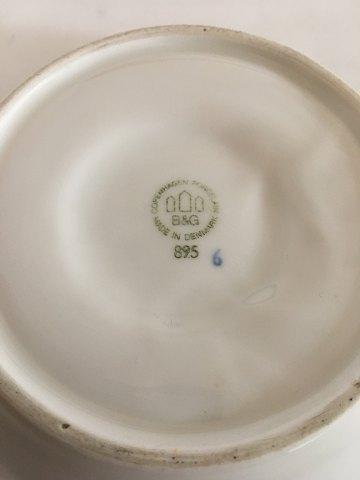 COPENHAGEN PORCELAIN
B&G
MADE IN DENMARK
895 6